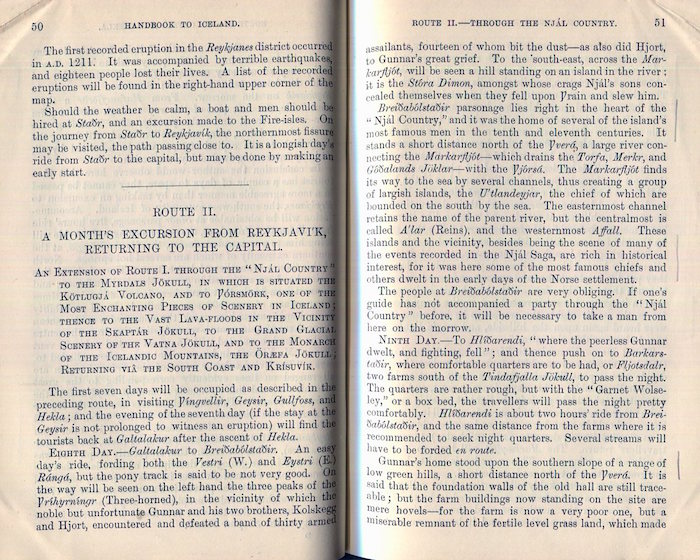 50 HANDBOOK TO ICELAND.
The first recorded eruption in the Reykjanes district occurred
in A.D. 1211. It was accompanied by terrible earthquakes,
and eighteen people lost their lives. A list of the recorded
eruptions will be found in the right-hand upper corner of the
map.
Should the weather be calm, a boat and men should be
hired at Staðr, and an excursion made to the Fire-isles. On
the journey from Staðr to Reykjavík, the northernmost fissure
may be visited, the path passing close to. It is a longish day's
ride from Staðr to the capital, but may be done by making an
early start.
ROUTE II.
A MONTH'S EXCURSION FROM REYKJAVÍK,
RETURNING TO THE CAPITAL.
AN EXTENSION OF ROUTE I. THROUGH THE "NJÁL COUNTRY"
TO THE MYRDALS JÖKULL, IN WHICH IS SITUATED THE
KÖTLUGJÁ VOLCANO, AND TO ÞÓRSMÖRK, ONE OF THE
MOST ENCHANTING PIECES OF SCENERY IN ICELAND;
THENCE TO THE VAST LAVA-FLOODS IN THE VICINITY
OF THE SKAPTÁR JÖKULL, TO THE GRAND GLACIAL
SCENERY OF THE VATNA JÖKULL, AND TO THE MONARCH
OF THE ICELANDIC MOUNTAINS, THE ÖRÆFA JÖKULL;
RETURNING VIÂ THE SOUTH COAST AND KRÍSUVÍK.
The first seven days will be occupied as described in the
preceding route, in visiting Þingvellir, Geysir, Gullfoss, and
Hekla; and the evening of the seventh day (if the stay at the
Geysir is not prolonged to witness an eruption) will find the
tourists back at Galtalakur after the ascent of Hekla.
EIGHTH DAY.—Galtalakur to Breiðabólstaðir. An easy
day's ride, fording both the Vestri (W.) and Eystri (E.)
Rángá, but the pony track is said to be not very good. On
the way will be seen on the left hand the three peaks of the
Þríhyrningr (Three-horned), in the vicinity of which the
noble but unfortunate Gunnar and his two brothers, Kolskegg
and Hjort, encountered and defeated a band of thirty armed
ROUTE II.—THROUGH THE NJÁL COUNTRY. 51
assailants, fourteen of whom bit the dust—as also did Hjort,
to Gunnar's great grief. To the south-east, across the Mar-
karfljót, will be seen a hill standing on an island in the river:
it is the Stóra Dímon, amongst whose crags Njál's sons con-
cealed themselves when they fell upon Þrain and slew him.
Breiðabólstaðir parsonage lies right in the heart of the
"Njál Country," and it was the home of several of the island's
most famous men in the tenth and eleventh centuries. It
stands a short distance north of the Þverá, a large river con-
necting the Markarfljót—which drains the Torfa, Merkr, and
Góðalands Jöklar—with the Þjórsá. The Markarfljót finds
its way to the sea by several channels, thus creating a group
of largish islands, the U'tlandeyjar, the chief of which are
bounded on the south by the sea. The easternmost channel
retains the name of the parent river, but the centralmost is
called A'lar (Reins), and the westernmost Affall. These
islands and the vicinity, besides being the scene of many of
the events recorded in the Njál Saga, are rich in historical
interest, for it was here some of the most famous chiefs and
others dwelt in the early days of the Norse settlement.
The people at Breiðabólstaðir are very obliging. If one's
guide has not accompanied a party through the "Njál
Country" before, it will be necessary to take a man from
here on the morrow.
NINTH DAY.—To Hlíðarendi, "where the peerless Gunnar
dwelt, and fighting, fell"; and thence push on to Barkars-
taðir, where comfortable quarters are to be had, or Fljotsdalr,
two farms south of the Tindafjalla Jökull, to pass the night.
The quarters are rather rough, but with the "Garnet Wolse-
ley," or a box bed, the travellers will pass the night pretty
comfortably. Hlíðarendi is about two hours' ride from Brei-
ðabólstaðir, and the same distance from the farms where it is
recommended to seek night quarters. Several streams will
have to be forded en route.
Gunnar's home stood upon the southern slope of a range of
low green hills, a short distance north of the Þverá. It is
said that the foundation walls of the old hall are still trace-
able; but the farm buildings now standing on the site are
mere hovels—for the farm is now a very poor one, but a
miserable remnant of the fertile level grass land, which made